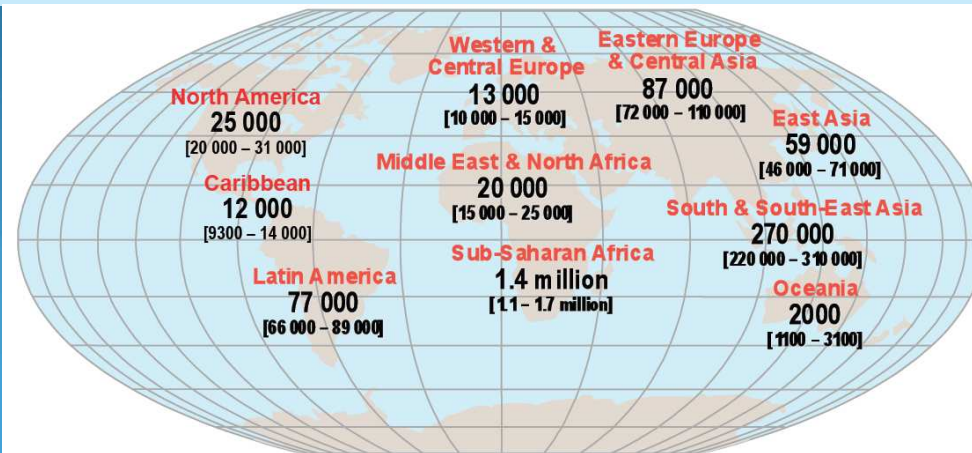 North America
25 000
[20 000 – 31 000]
Caribbean
12 000
[9300 – 14 000]
Latin America
77 000
[66 000 – 89 000]
Western &
Central Europe
13 000
[10 000 – 15 000]
Middle East & North Africa
20 000
[15 000 – 25 000]
Sub-Saharan Africa
1.4 million
[1.1 – 1.7 million]
Eastern Europe
& Central Asia
87 000
[72 000 – 110 000]
East Asia
59 000
[46 000 – 71 000]
South & South-East Asia
270 000
[220 000 – 310 000]
Oceania
2000
[1100 – 3100]